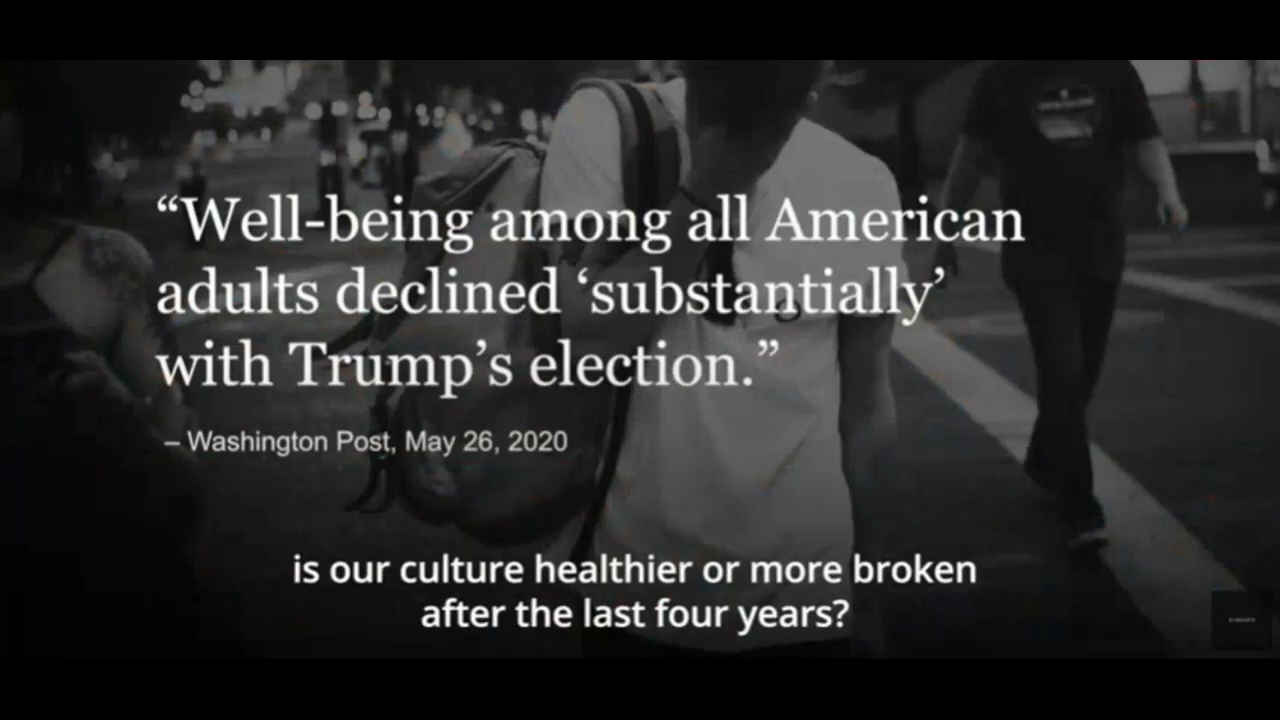 “Well-being among all American
adults declined ‘substantially’
with Trump’s election.”
– Washington Post, May 26, 2020
is our culture healthier or more broken
after the last four years?